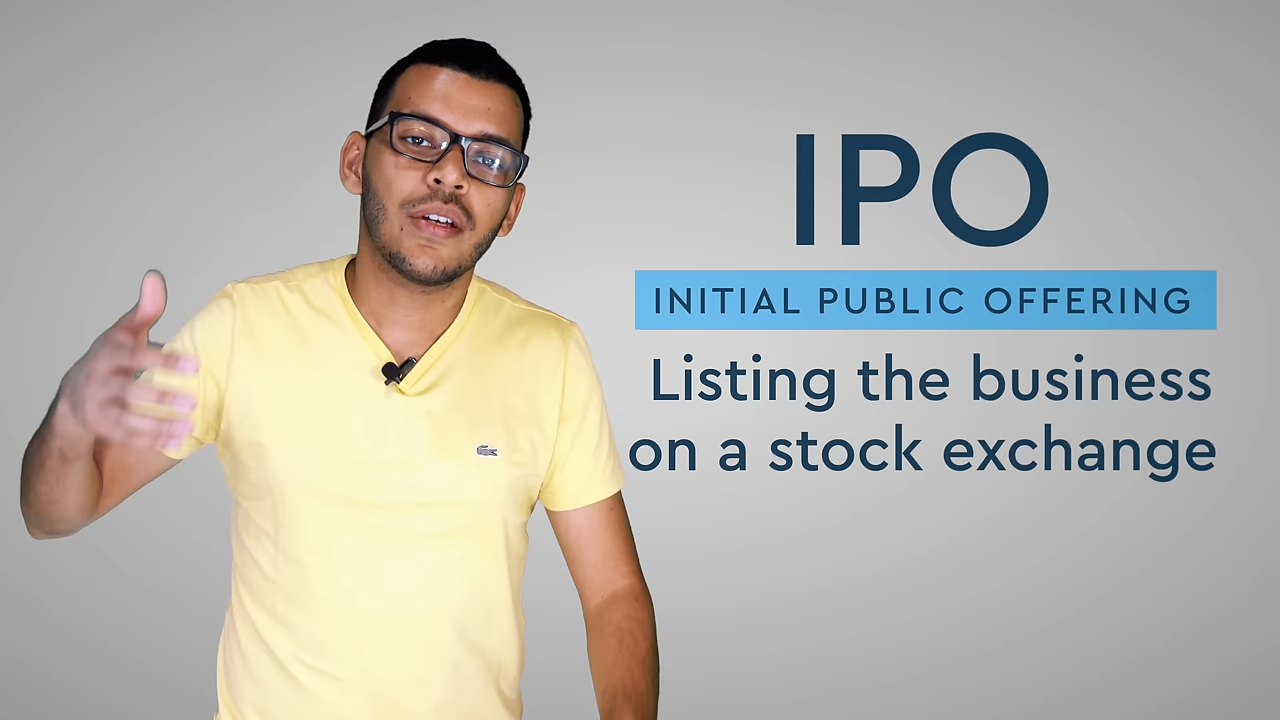 IPO
INITIAL PUBLIC OFFERING
Listing the business
on a stock exchange